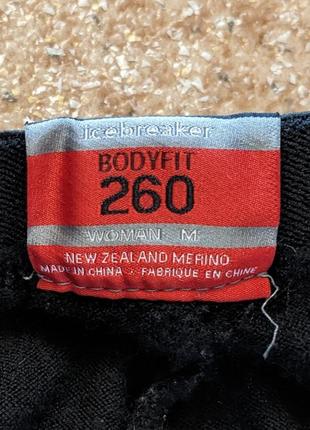 icebreaker
BODYFIT
260
WOMAN M
NEW ZEALAND MERINO
MADE IN CHINA · FABRIQUE EN CHINE